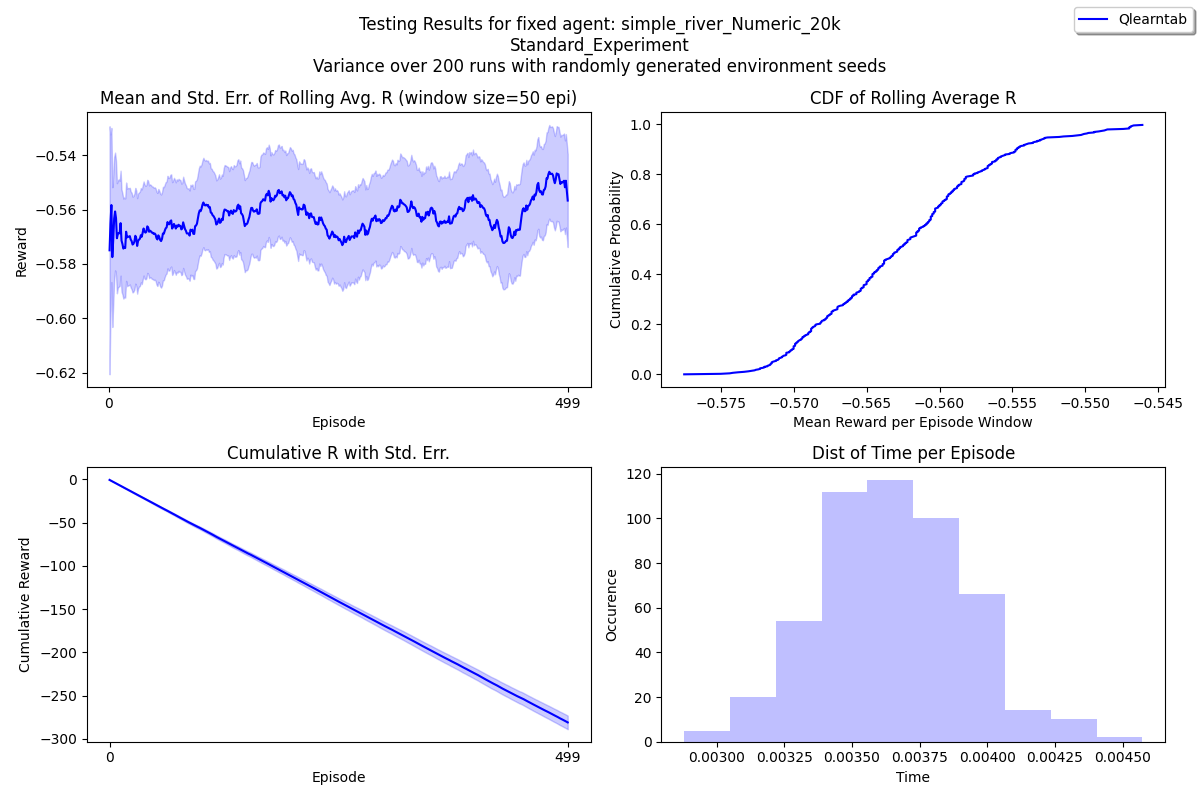 Testing Results for fixed agent: simple_river_Numeric_20k
Standard_Experiment
Variance over 200 runs with randomly generated environment seeds
Qlearntab
Mean and Std. Err. of Rolling Avg. R (window size=50 epi)
Reward
−0.54
−0.56
−0.58
−0.60
−0.62
0 499
Episode
CDF of Rolling Average R
Cumulative Probability
1.0
0.8
0.6
0.4
0.2
0.0
−0.575 −0.570 −0.565 −0.560 −0.555 −0.550 −0.545
Mean Reward per Episode Window
Cumulative R with Std. Err.
Cumulative Reward
0
−50
−100
−150
−200
−250
−300
0 499
Episode
Dist of Time per Episode
Occurence
120
100
80
60
40
20
0
0.00300 0.00325 0.00350 0.00375 0.00400 0.00425 0.00450
Time